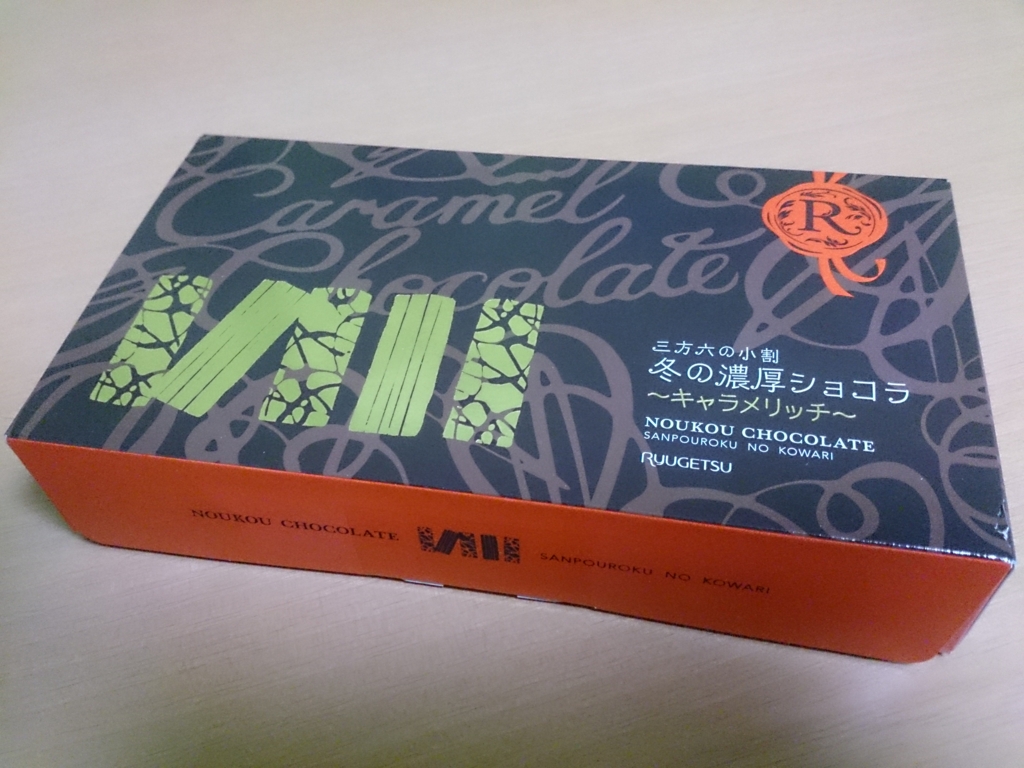 Caramel
Chocolate
R
三方六の小割
冬の濃厚ショコラ
〜キャラメリッチ〜
NOUKOU CHOCOLATE
SANPOUROKU NO KOWARI
RUUGETSU
NOUKOU CHOCOLATE
SANPOUROKU NO KOWARI